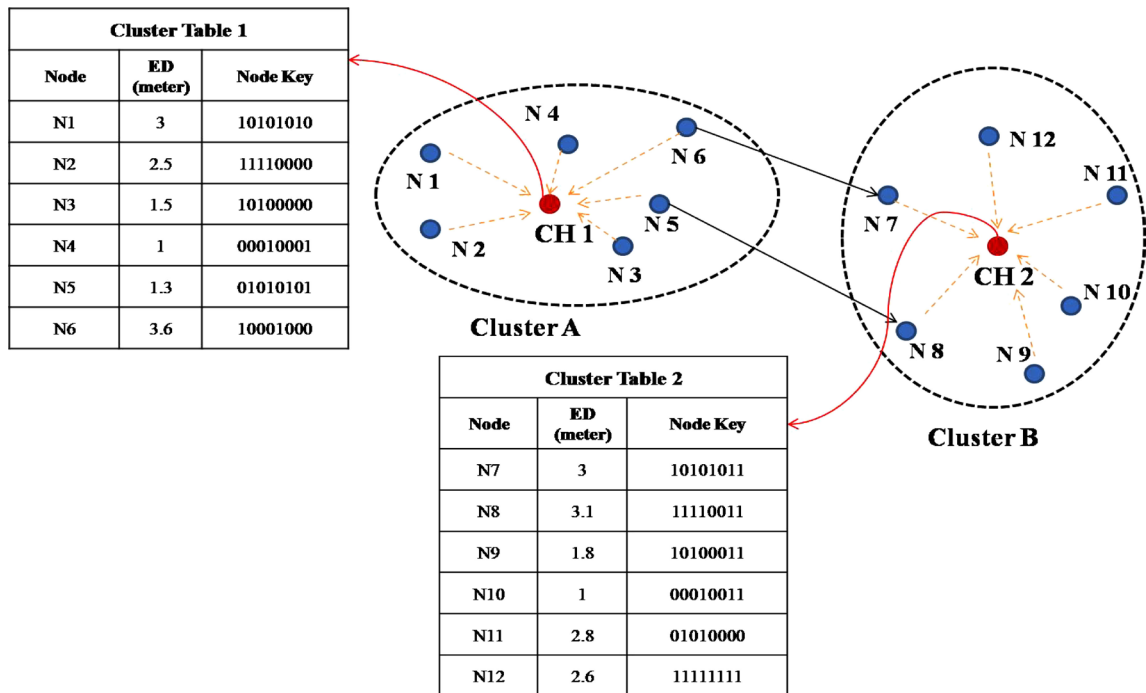 Cluster Table 1
Node ED (meter) Node Key
N1 3 10101010
N2 2.5 11110000
N3 1.5 10100000
N4 1 00010001
N5 1.3 01010101
N6 3.6 10001000
N 4
N 6
N 1
N 5
N 2
CH 1
N 3
Cluster A
N 12
N 11
N 7
CH 2
N 10
N 8
N 9
Cluster B
Cluster Table 2
Node ED (meter) Node Key
N7 3 10101011
N8 3.1 11110011
N9 1.8 10100011
N10 1 00010011
N11 2.8 01010000
N12 2.6 11111111